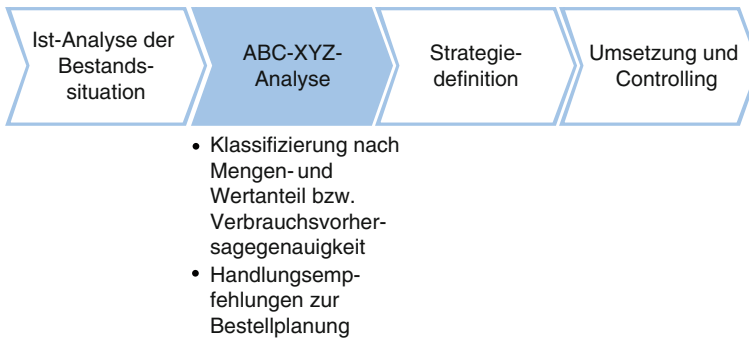 Ist-Analyse der
Bestands-
situation
ABC-XYZ-
Analyse
Strategie-
definition
Umsetzung und
Controlling
• Klassifizierung nach
Mengen- und
Wertanteil bzw.
Verbrauchsvorher-
sagegenauigkeit
• Handlungsemp-
fehlungen zur
Bestellplanung